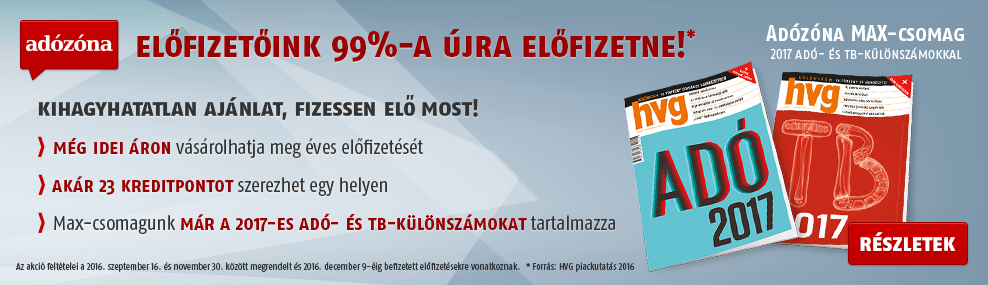 adózóna
ELŐFIZETŐINK 99%-A ÚJRA ELŐFIZETNE!*
ADÓZÓNA MAX-CSOMAG
2017 ADÓ- ÉS TB-KÜLÖNSZÁMOKKAL
KIHAGYHATATLAN AJÁNLAT, FIZESSEN ELŐ MOST!
MÉG IDEI ÁRON vásárolhatja meg éves előfizetését
AKÁR 23 KREDITPONTOT szerezhet egy helyen
Max-csomagunk MÁR A 2017-ES ADÓ- ÉS TB-KÜLÖNSZÁMOKAT tartalmazza
hvg
ADÓ
2017
hvg
TB
017
RÉSZLETEK
Az akció feltételei a 2016. szeptember 16. és november 30. között megrendelt és 2016. december 9-éig befizetett előfizetésekre vonatkoznak. * Forrás: HVG piackutatás 2016